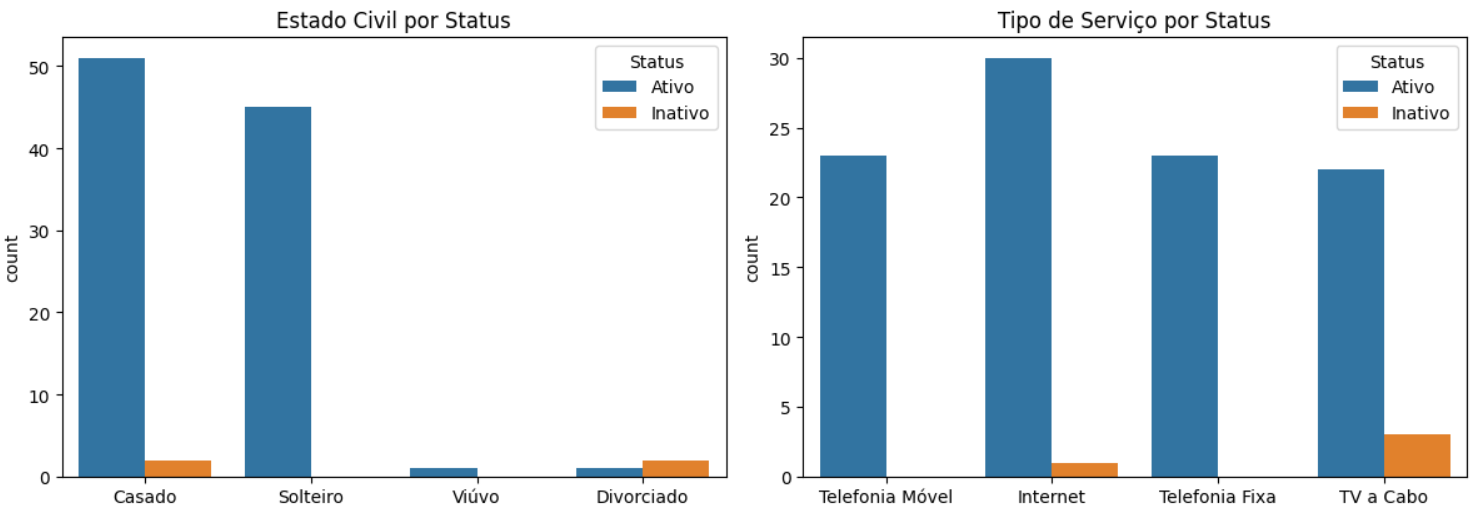 Estado Civil por Status
50
40
30
20
10
0
count
Casado
Solteiro
Viúvo
Divorciado
Status
Ativo
Inativo
Tipo de Serviço por Status
30
25
20
15
10
5
0
count
Telefonia Móvel
Internet
Telefonia Fixa
TV a Cabo
Status
Ativo
Inativo